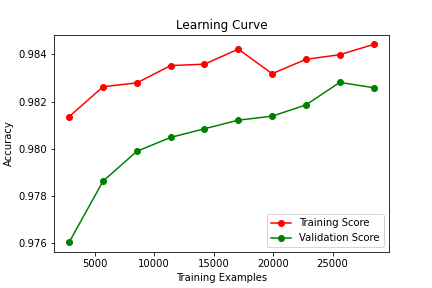 Learning Curve
0.984
0.982
0.980
0.978
0.976
Accuracy
Training Score
Validation Score
5000 10000 15000 20000 25000
Training Examples